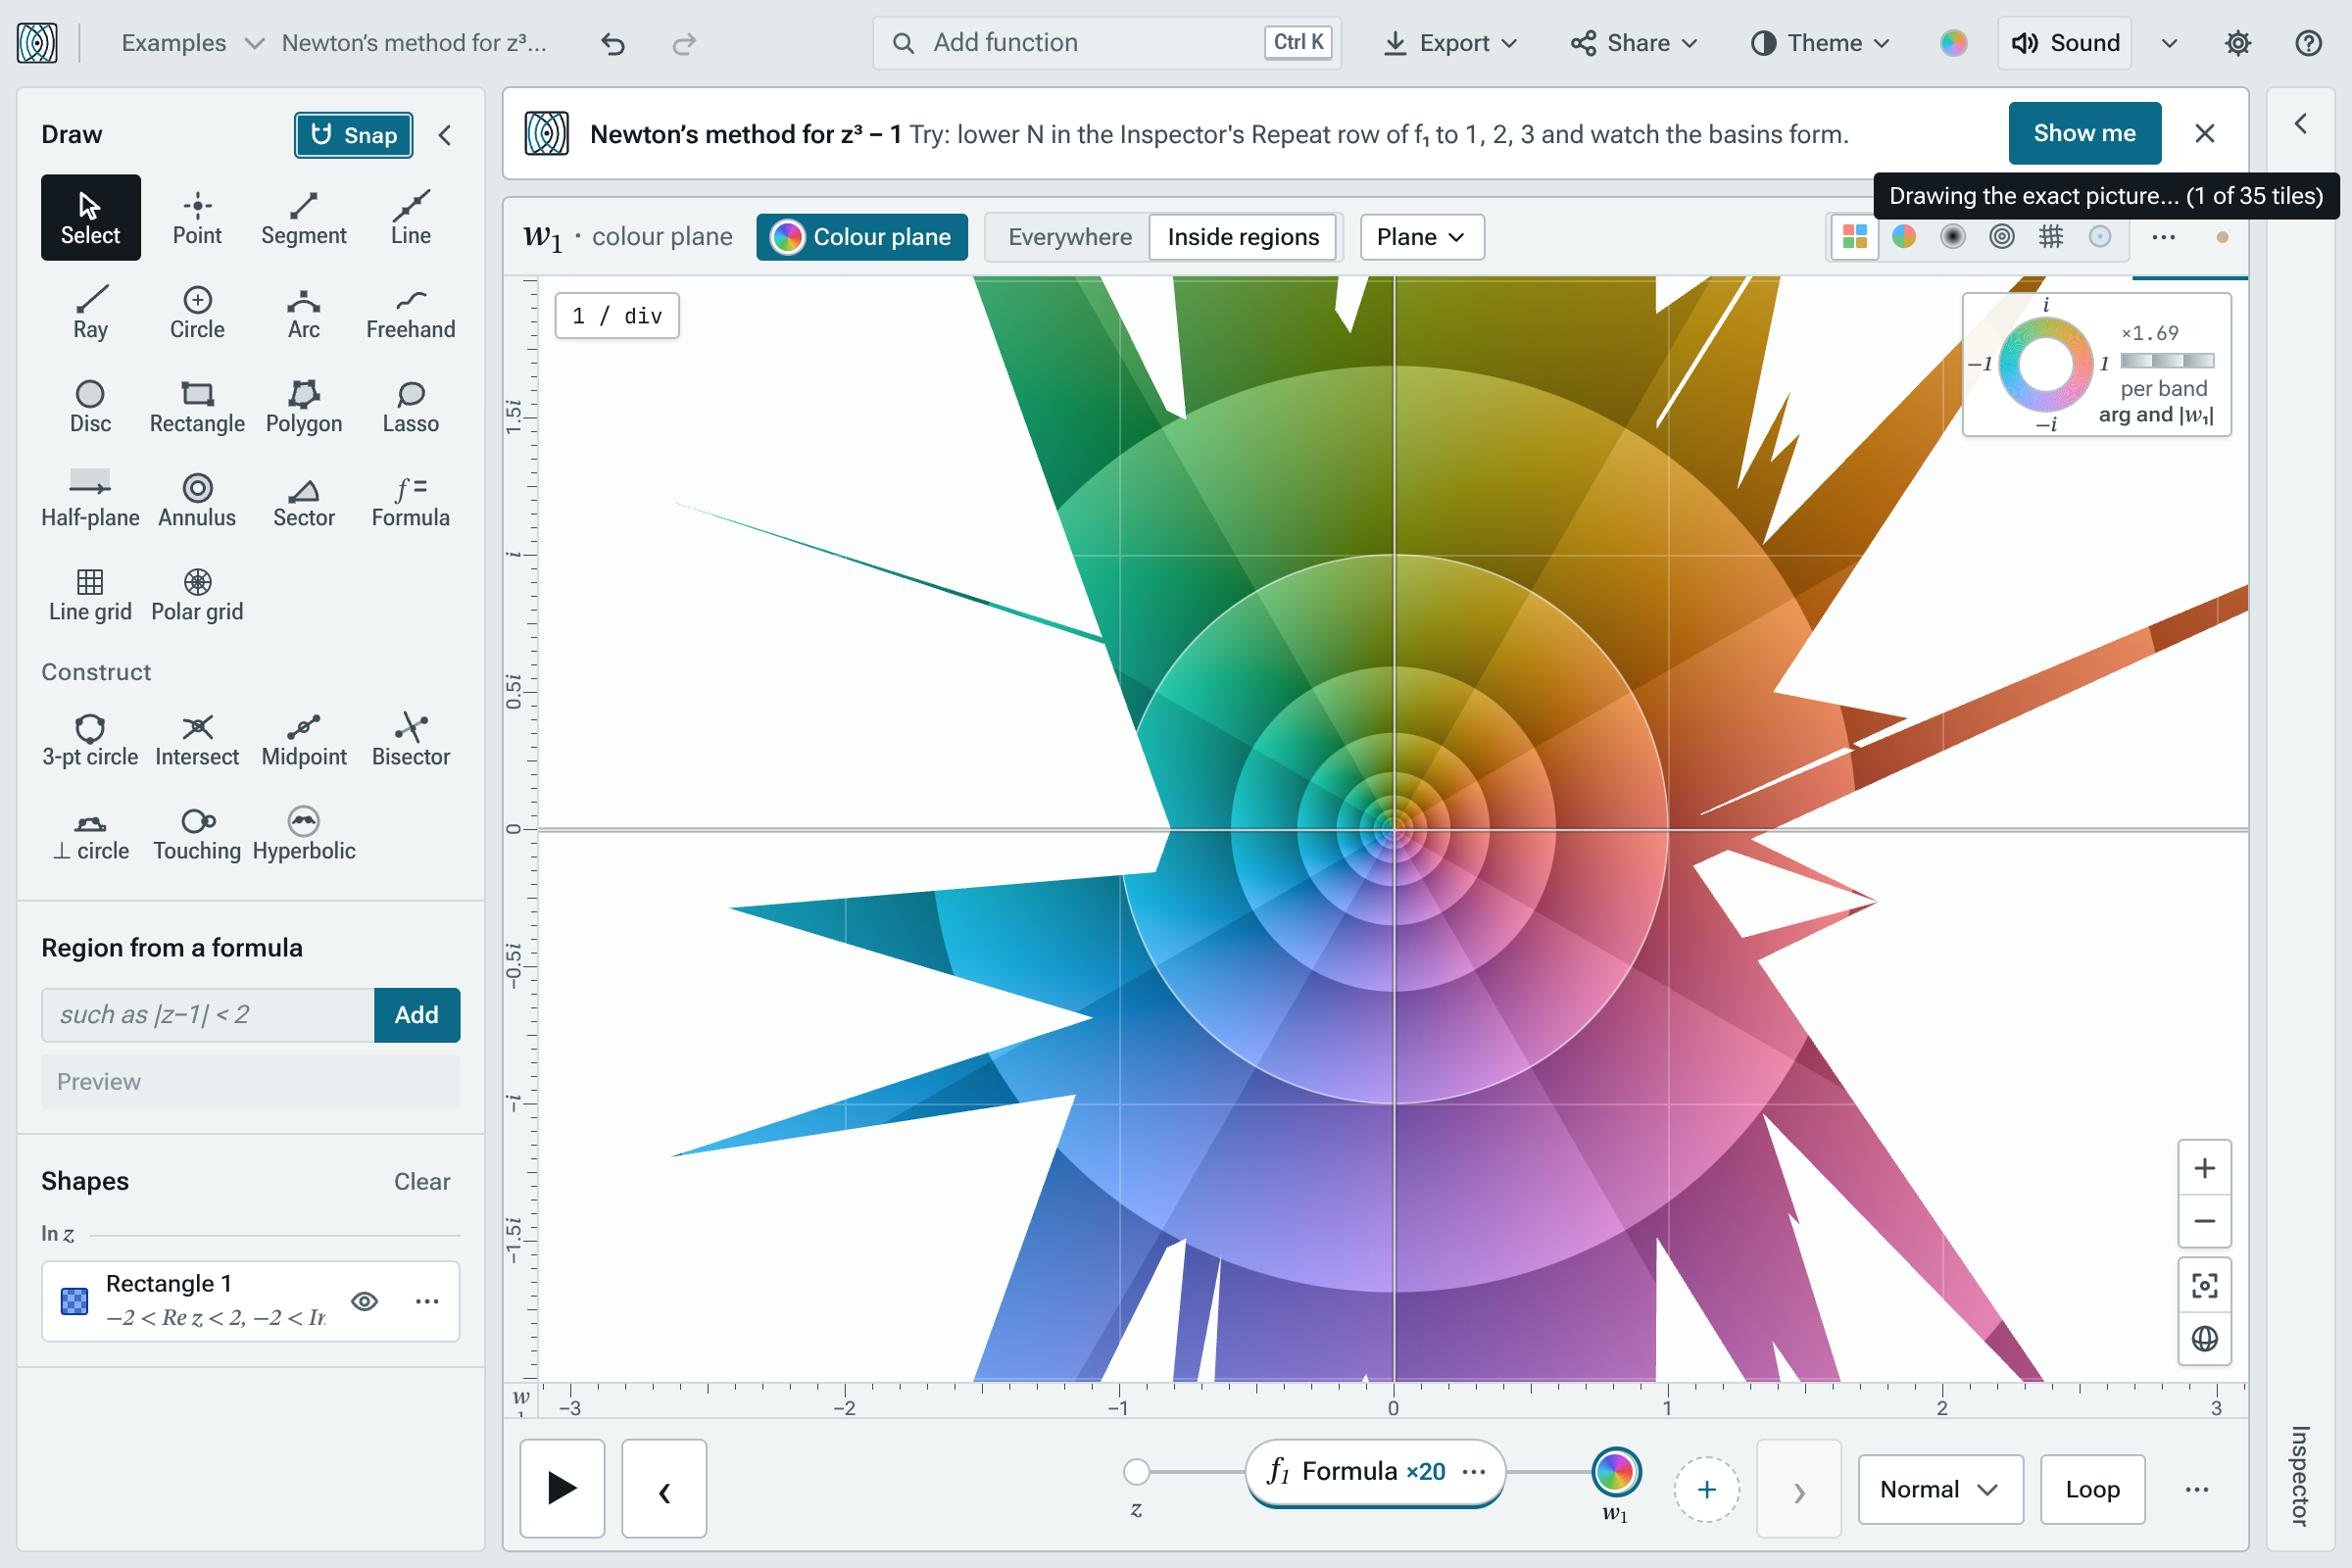 Examples
Newton's method for z³...
Add function
Ctrl K
Export
Share
Theme
Sound
Draw
Snap
Select
Point
Segment
Line
Ray
Circle
Arc
Freehand
Disc
Rectangle
Polygon
Lasso
Half-plane
Annulus
Sector
f =
Formula
Line grid
Polar grid
Construct
3-pt circle
Intersect
Midpoint
Bisector
⊥ circle
Touching
Hyperbolic
Region from a formula
such as |z−1| < 2
Add
Preview
Shapes
Clear
In z
Rectangle 1
−2 < Re z < 2, −2 < Ir
Newton's method for z³ − 1 Try: lower N in the Inspector's Repeat row of f₁ to 1, 2, 3 and watch the basins form.
Show me
Drawing the exact picture... (1 of 35 tiles)
w₁ · colour plane
Colour plane
Everywhere
Inside regions
Plane
1 / div
i
−1
1
−i
×1.69
per band
arg and |w₁|
1.5i
i
0.5i
0
−0.5i
−i
−1.5i
w
−3
−2
−1
0
1
2
3
z
f₁ Formula ×20
w₁
Normal
Loop
Inspector